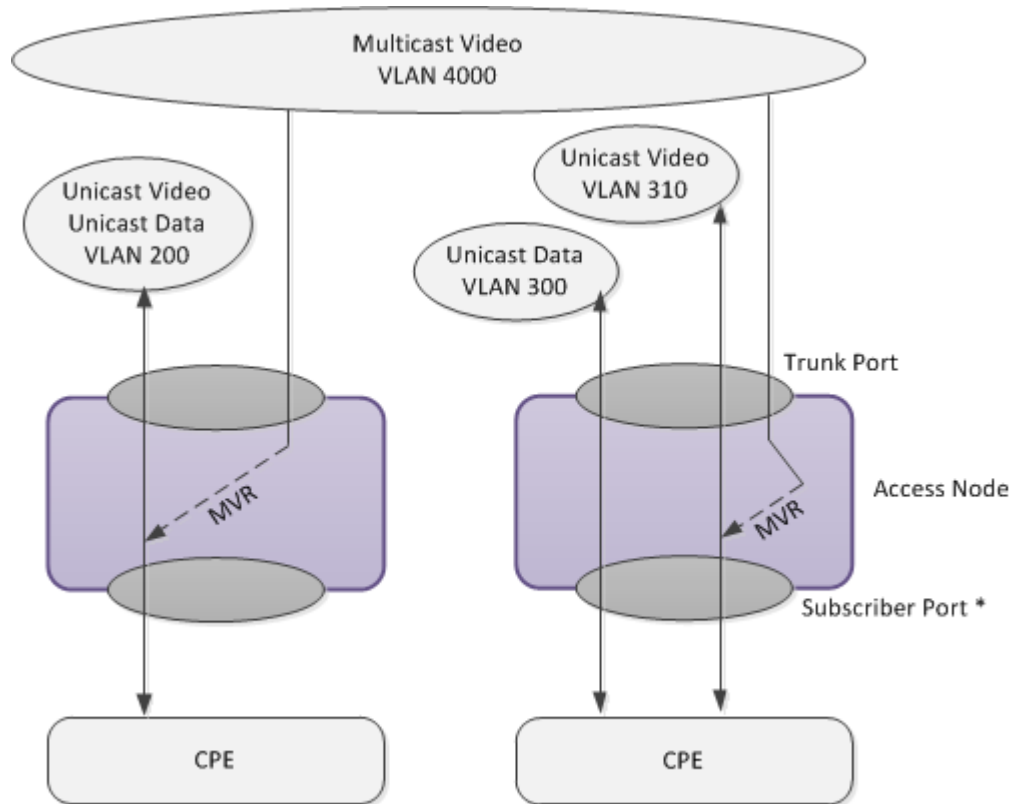 Multicast Video
VLAN 4000
Unicast Video
VLAN 310
Unicast Video
Unicast Data
VLAN 200
Unicast Data
VLAN 300
Trunk Port
MVR
MVR
Access Node
Subscriber Port *
CPE
CPE